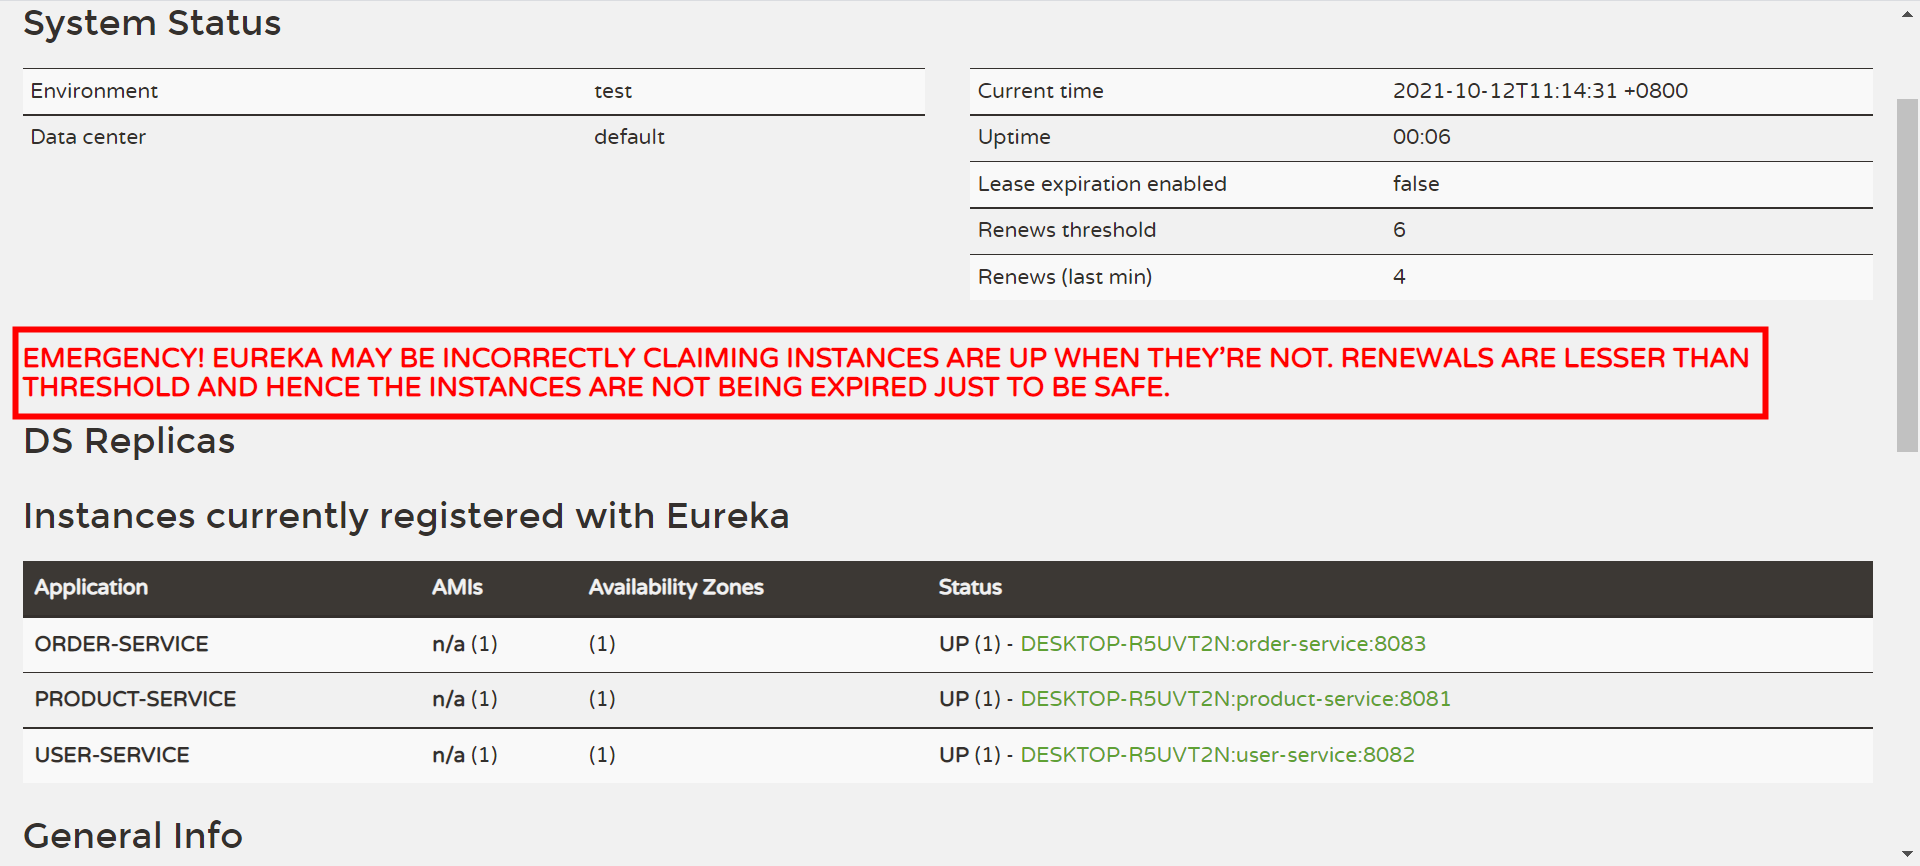 System Status
Environment test
Data center default
Current time 2021-10-12T11:14:31 +0800
Uptime 00:06
Lease expiration enabled false
Renews threshold 6
Renews (last min) 4
EMERGENCY! EUREKA MAY BE INCORRECTLY CLAIMING INSTANCES ARE UP WHEN THEY’RE NOT. RENEWALS ARE LESSER THAN
THRESHOLD AND HENCE THE INSTANCES ARE NOT BEING EXPIRED JUST TO BE SAFE.
DS Replicas
Instances currently registered with Eureka
Application AMIs Availability Zones Status
ORDER-SERVICE n/a (1) (1) UP (1) - DESKTOP-R5UVT2N:order-service:8083
PRODUCT-SERVICE n/a (1) (1) UP (1) - DESKTOP-R5UVT2N:product-service:8081
USER-SERVICE n/a (1) (1) UP (1) - DESKTOP-R5UVT2N:user-service:8082
General Info